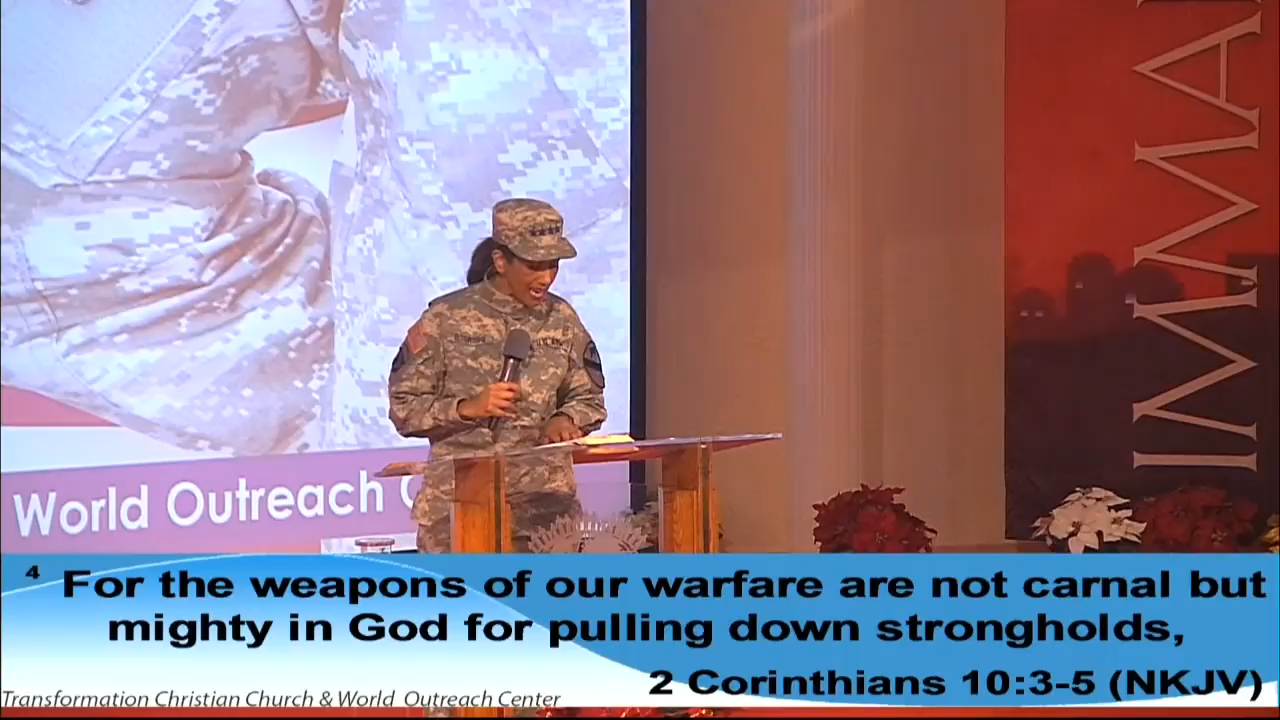 IMMA
World Outreach C
4 For the weapons of our warfare are not carnal but
mighty in God for pulling down strongholds,
2 Corinthians 10:3-5 (NKJV)
Transformation Christian Church & World Outreach Center